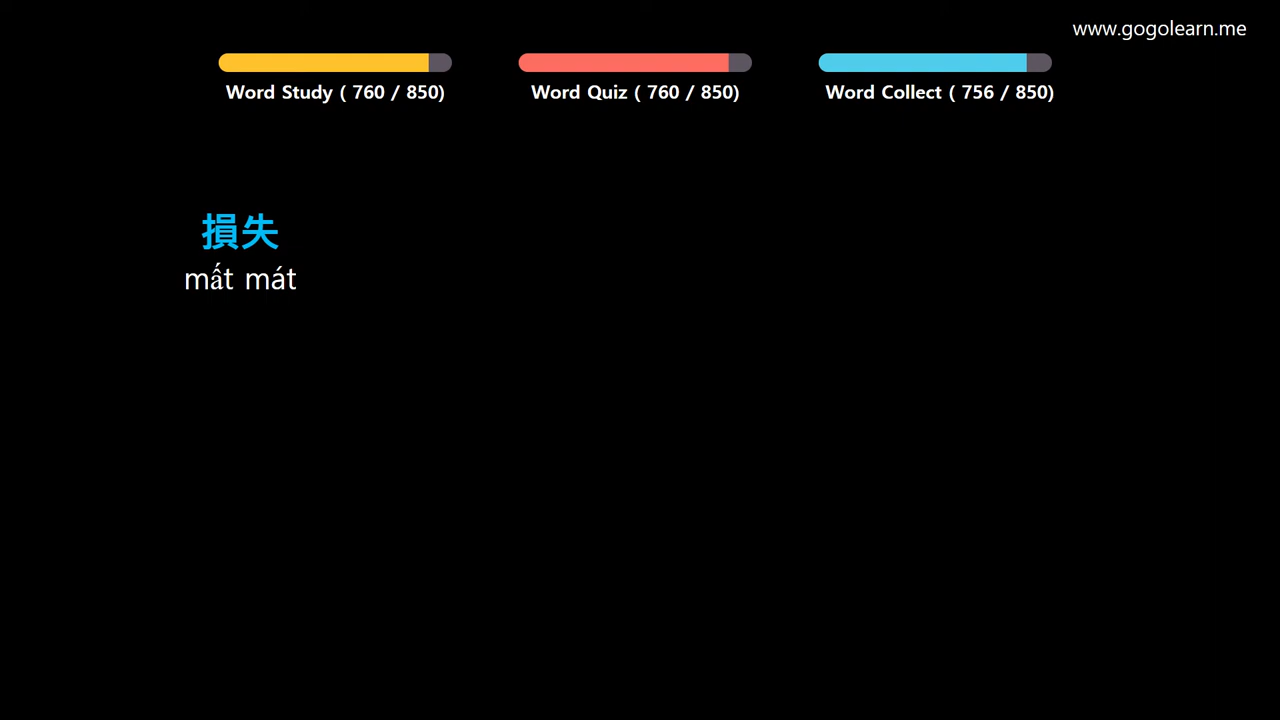 www.gogolearn.me
Word Study ( 760 / 850)
Word Quiz ( 760 / 850)
Word Collect ( 756 / 850)
損失
mất mát